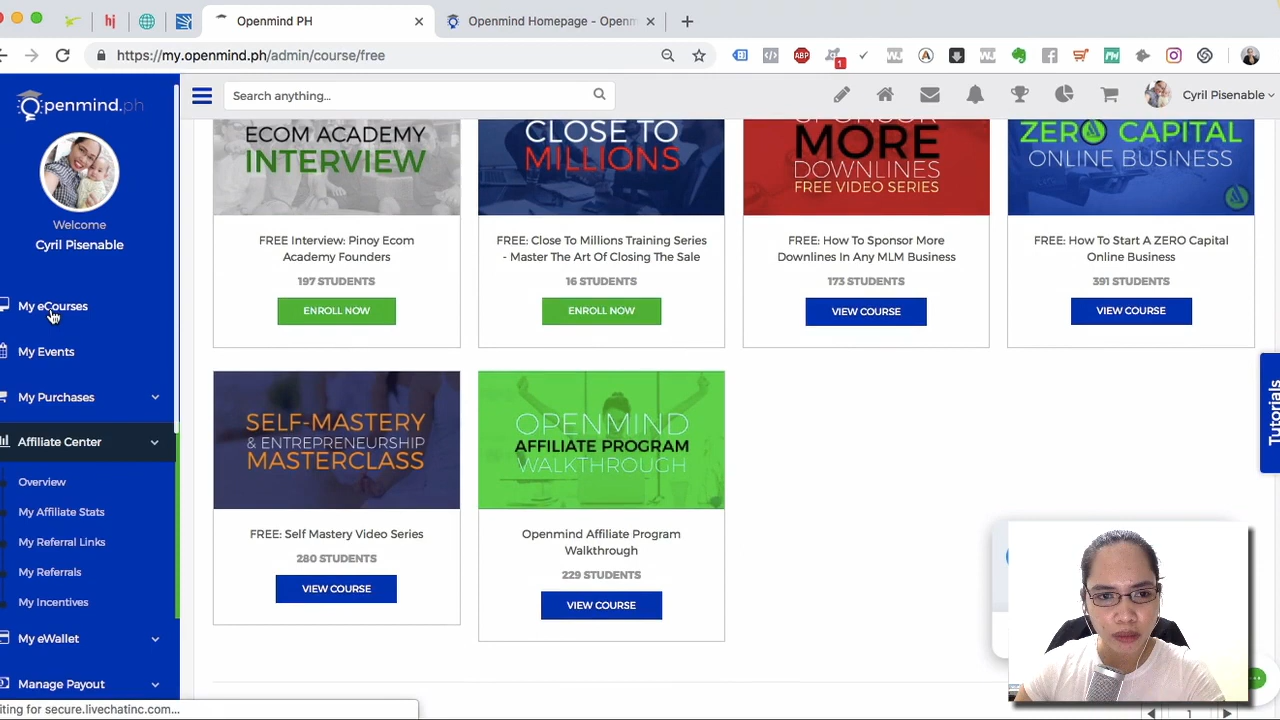 Openmind PH
Openmind Homepage - Openm
https://my.openmind.ph/admin/course/free
ABP
1
Openmind.ph
Search anything...
Cyril Pisenable
Welcome
Cyril Pisenable
My eCourses
My Events
My Purchases
Affiliate Center
Overview
My Affiliate Stats
My Referral Links
My Referrals
My Incentives
My eWallet
Manage Payout
iting for secure.livechatinc.com...
ECOM ACADEMY
INTERVIEW
FREE Interview: Pinoy Ecom
Academy Founders
197 STUDENTS
ENROLL NOW
CLOSE TO
MILLIONS
FREE: Close To Millions Training Series
- Master The Art Of Closing The Sale
16 STUDENTS
ENROLL NOW
SPONSOR
MORE
DOWNLINES
FREE VIDEO SERIES
FREE: How To Sponsor More
Downlines In Any MLM Business
173 STUDENTS
VIEW COURSE
ZERO CAPITAL
ONLINE BUSINESS
FREE: How To Start A ZERO Capital
Online Business
391 STUDENTS
VIEW COURSE
SELF-MASTERY
& ENTREPRENEURSHIP
MASTERCLASS
FREE: Self Mastery Video Series
280 STUDENTS
VIEW COURSE
OPENMIND
AFFILIATE PROGRAM
WALKTHROUGH
Openmind Affiliate Program
Walkthrough
229 STUDENTS
VIEW COURSE
Tutorials
1